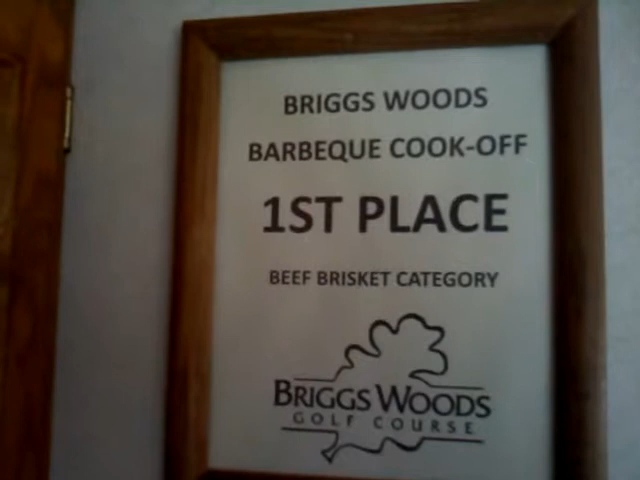 BRIGGS WOODS
BARBEQUE COOK-OFF
1ST PLACE
BEEF BRISKET CATEGORY
BRIGGS WOODS
GOLF COURSE